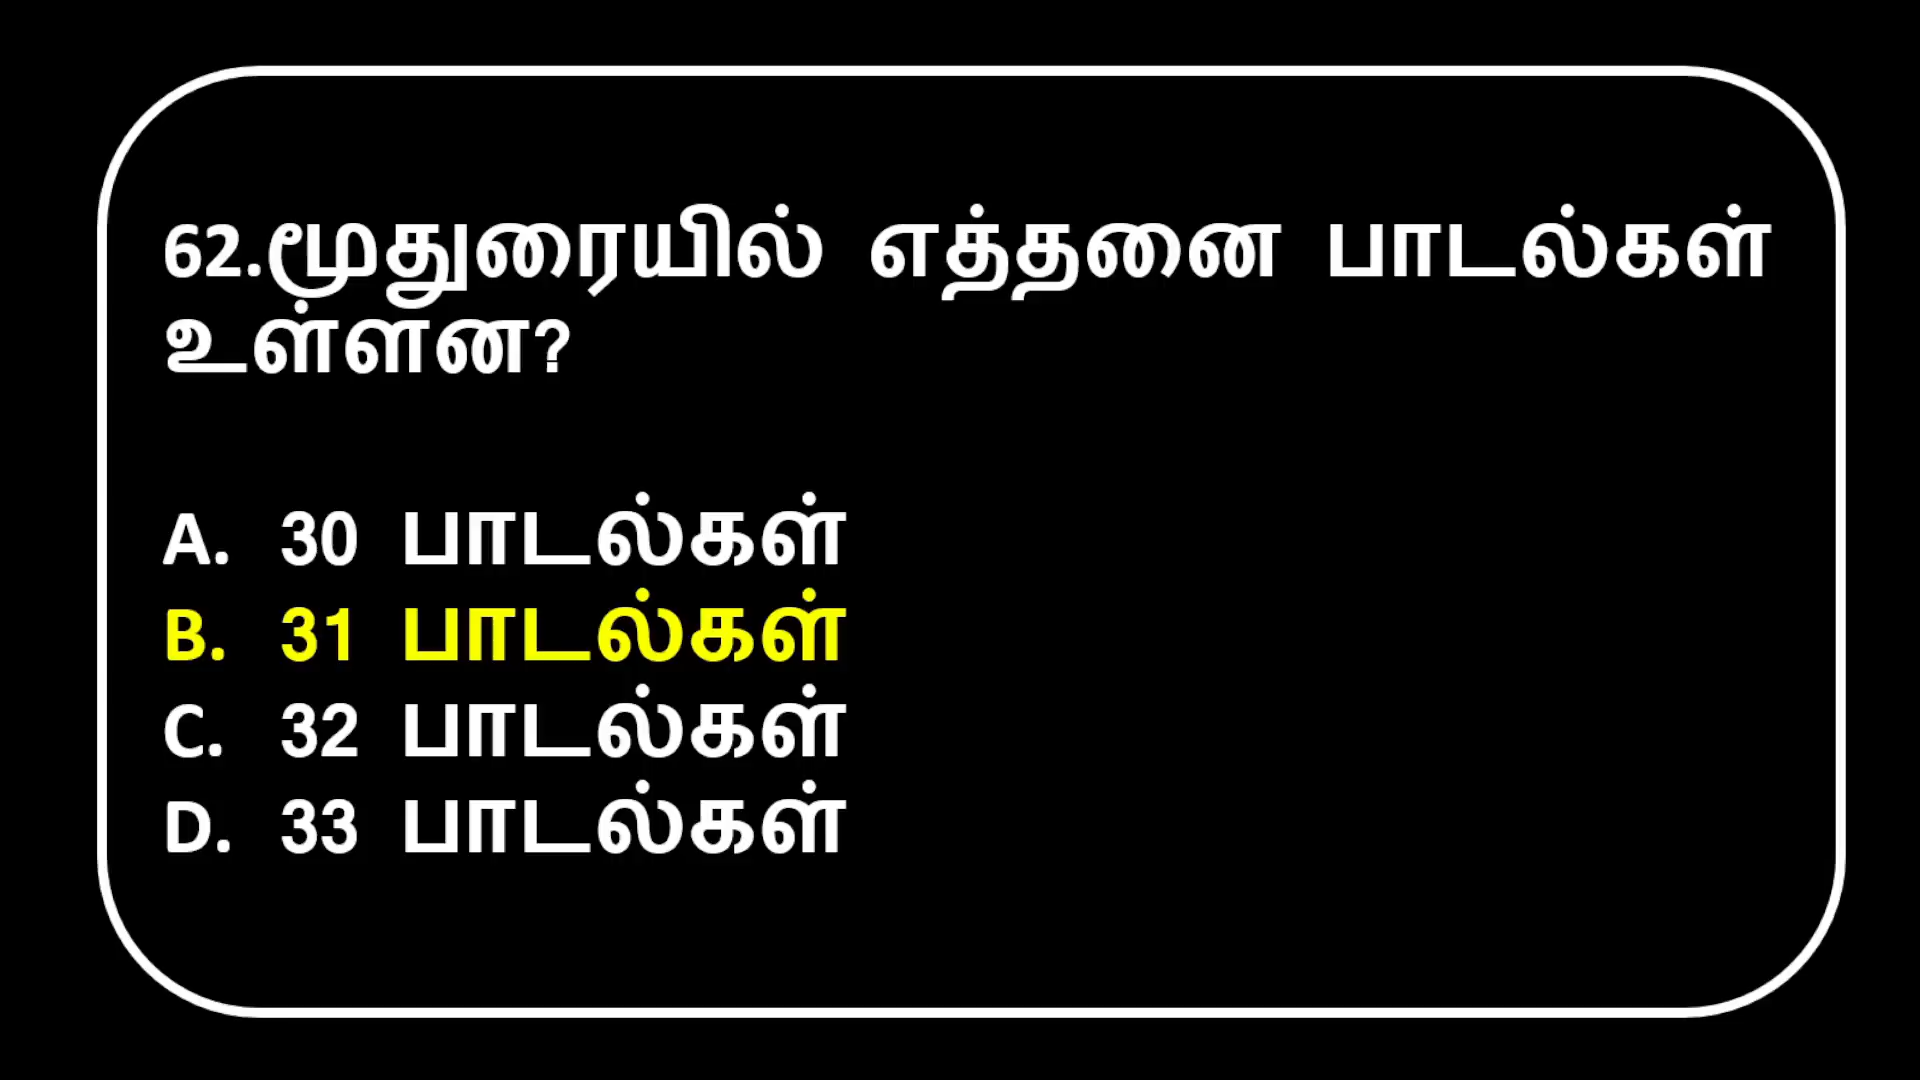 62.மூதுரையில் எத்தனை பாடல்கள்
உள்ளன?
A. 30 பாடல்கள்
B. 31 பாடல்கள்
C. 32 பாடல்கள்
D. 33 பாடல்கள்